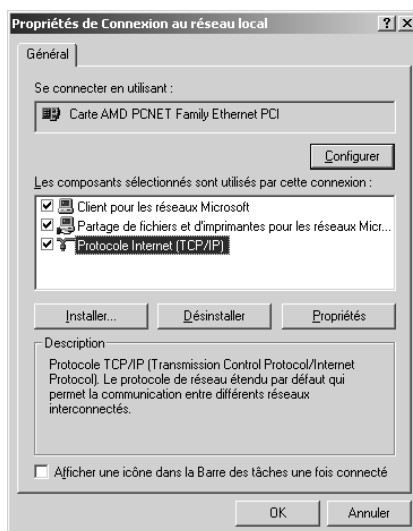 Propriétés de Connexion au réseau local
Général
Se connecter en utilisant :
Carte AMD PCNET Family Ethernet PCI
Configurer
Les composants sélectionnés sont utilisés par cette connexion :
Client pour les réseaux Microsoft
Partage de fichiers et d'imprimantes pour les réseaux Micr...
Protocole Internet (TCP/IP)
Installer... Désinstaller Propriétés
Description
Protocole TCP/IP (Transmission Control Protocol/Internet
Protocol). Le protocole de réseau étendu par défaut qui
permet la communication entre différents réseaux
interconnectés.
Afficher une icône dans la Barre des tâches une fois connecté
OK Annuler